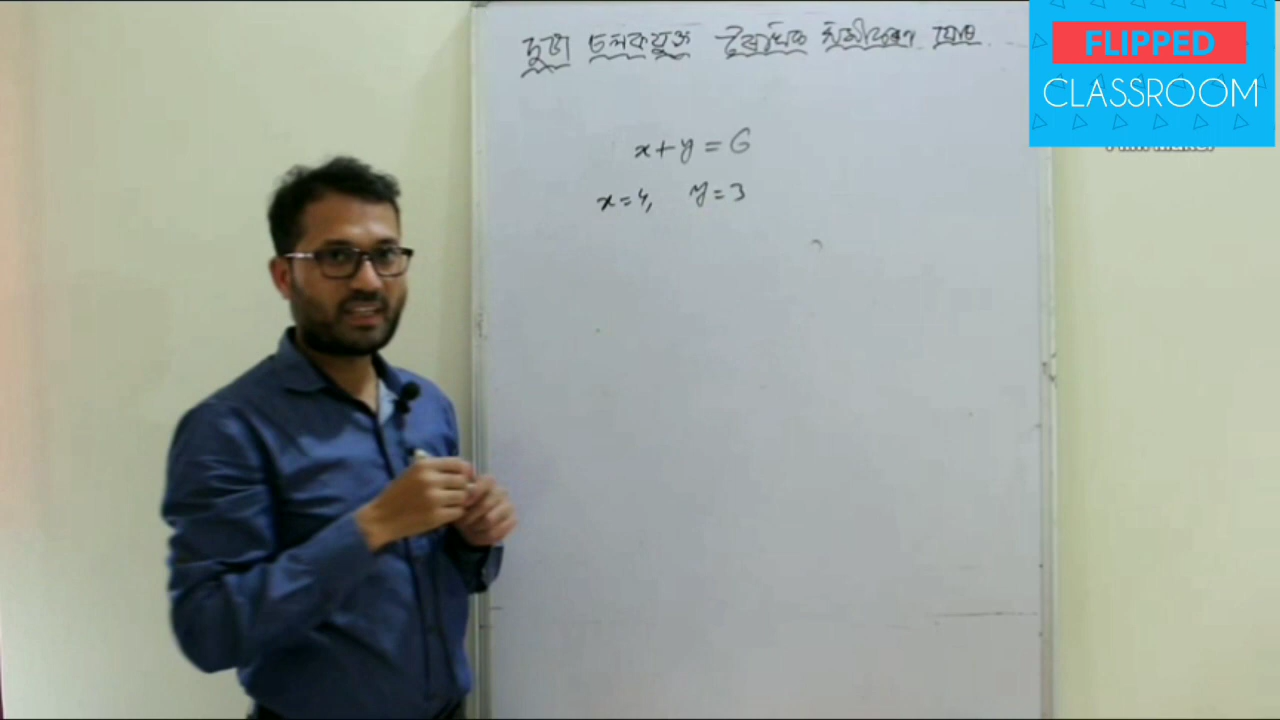 দুটা চলকযুক্ত ৰৈখিক সমীকৰণ যোৰ
x+y=6
x=4, y=3
FLIPPED
CLASSROOM